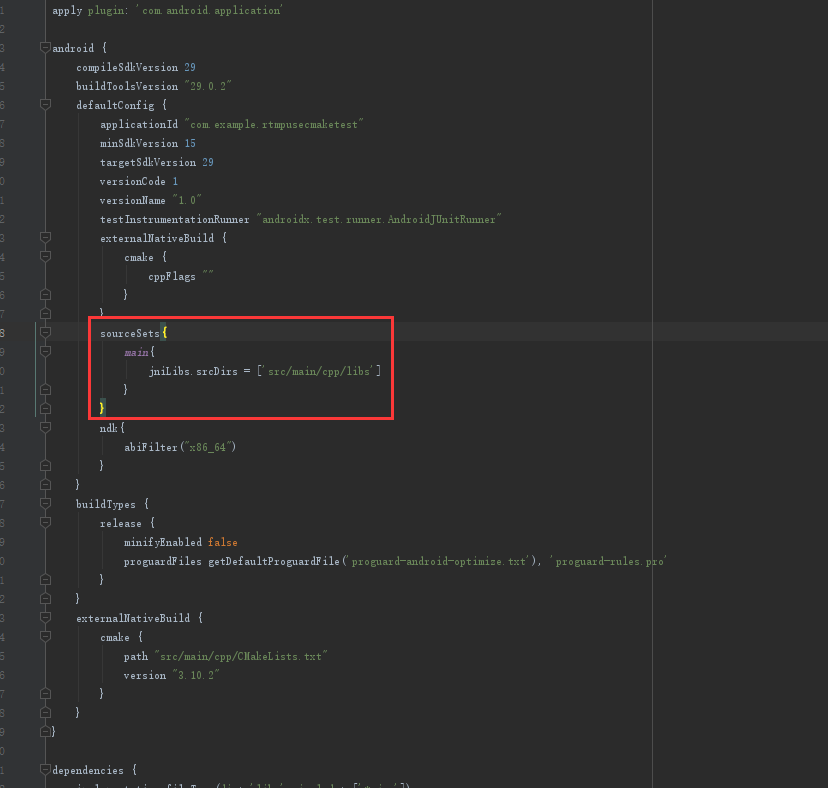 apply plugin: 'com.android.application'
android {
compileSdkVersion 29
buildToolsVersion "29.0.2"
defaultConfig {
applicationId "com.example.rtmpusecmaketest"
minSdkVersion 15
targetSdkVersion 29
versionCode 1
versionName "1.0"
testInstrumentationRunner "androidx.test.runner.AndroidJUnitRunner"
externalNativeBuild {
cmake {
cppFlags ""
}
}
sourceSets{
main{
jniLibs.srcDirs = ['src/main/cpp/libs']
}
}
ndk{
abiFilter("x86_64")
}
}
buildTypes {
release {
minifyEnabled false
proguardFiles getDefaultProguardFile('proguard-android-optimize.txt'), 'proguard-rules.pro'
}
}
externalNativeBuild {
cmake {
path "src/main/cpp/CMakeLists.txt"
version "3.10.2"
}
}
}
dependencies {